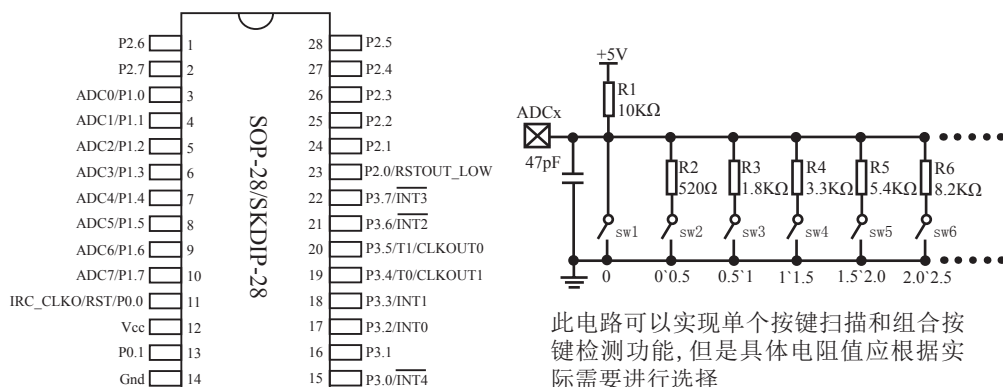 P2.6
1
28
P2.5
P2.7
2
27
P2.4
ADC0/P1.0
3
26
P2.3
ADC1/P1.1
4
25
P2.2
ADC2/P1.2
5
24
P2.1
ADC3/P1.3
6
23
P2.0/RSTOUT_LOW
ADC4/P1.4
7
22
P3.7/INT3
ADC5/P1.5
8
21
P3.6/INT2
ADC6/P1.6
9
20
P3.5/T1/CLKOUT0
ADC7/P1.7
10
19
P3.4/T0/CLKOUT1
IRC_CLKO/RST/P0.0
11
18
P3.3/INT1
Vcc
12
17
P3.2/INT0
P0.1
13
16
P3.1
Gnd
14
15
P3.0/INT4
SOP-28/SKDIP-28
+5V
R1
10KΩ
ADCx
47pF
R2
520Ω
R3
1.8KΩ
R4
3.3KΩ
R5
5.4KΩ
R6
8.2KΩ
sw1
sw2
sw3
sw4
sw5
sw6
0
0`0.5
0.5`1
1`1.5
1.5`2.0
2.0`2.5
此电路可以实现单个按键扫描和组合按
键检测功能,但是具体电阻值应根据实
际需要进行选择